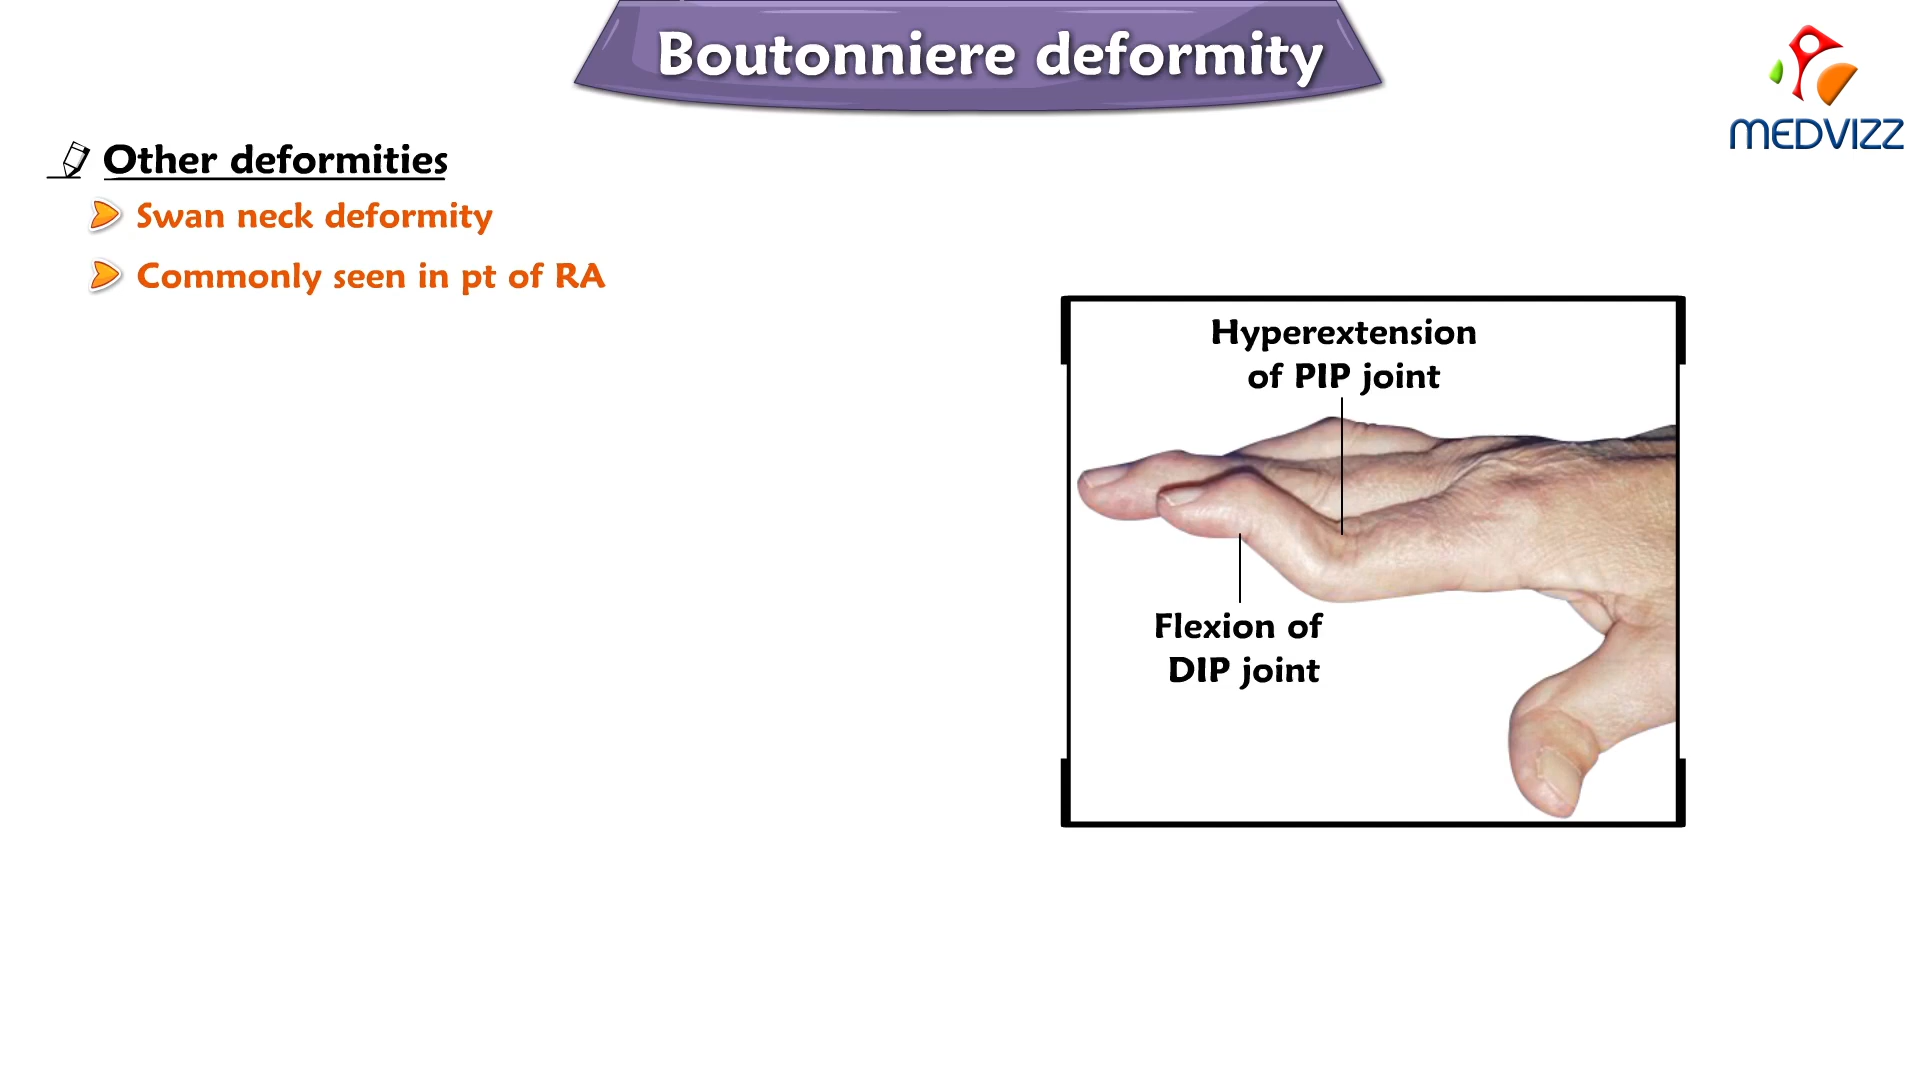 Boutonniere deformity
MEDVIZZ
Other deformities
Swan neck deformity
Commonly seen in pt of RA
Hyperextension
of PIP joint
Flexion of
DIP joint